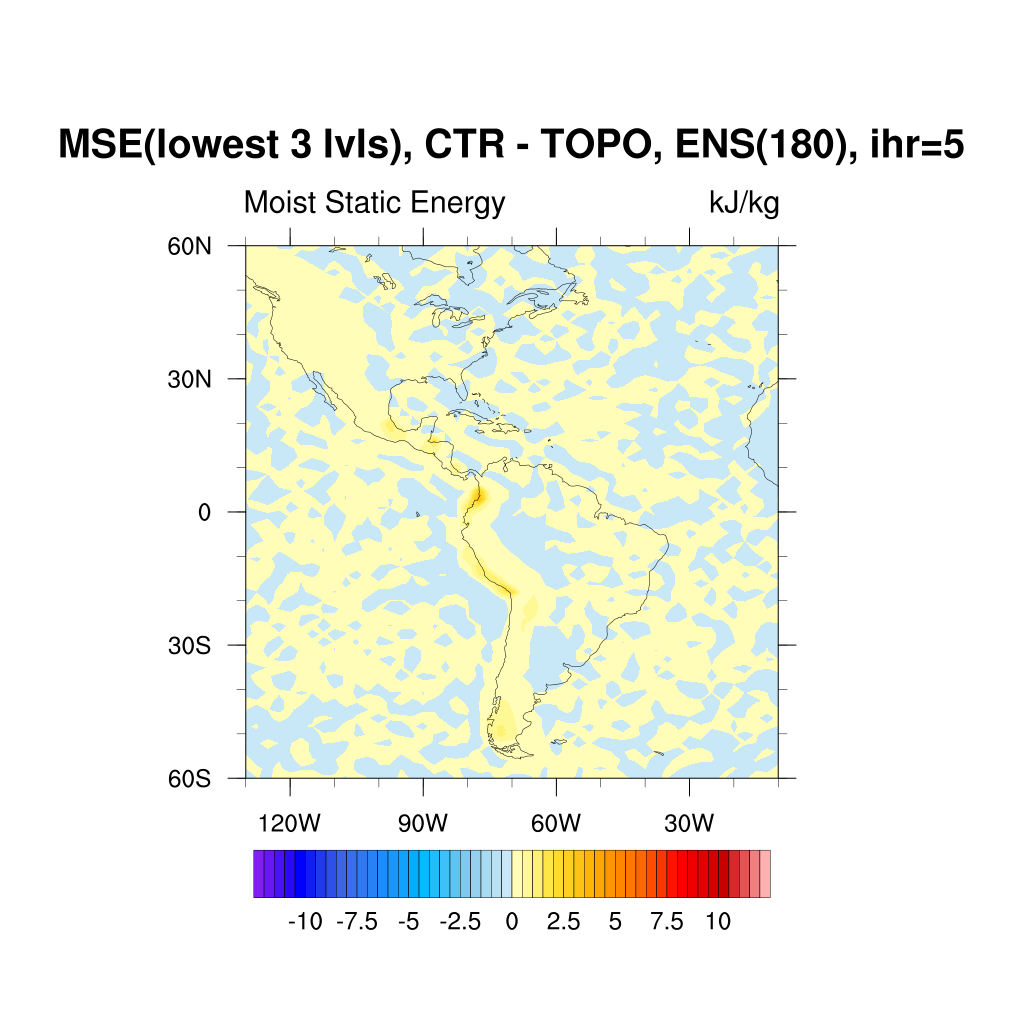 MSE(lowest 3 lvls), CTR - TOPO, ENS(180), ihr=5
Moist Static Energy kJ/kg
60N
30N
0
30S
60S
120W 90W 60W 30W
-10 -7.5 -5 -2.5 0 2.5 5 7.5 10